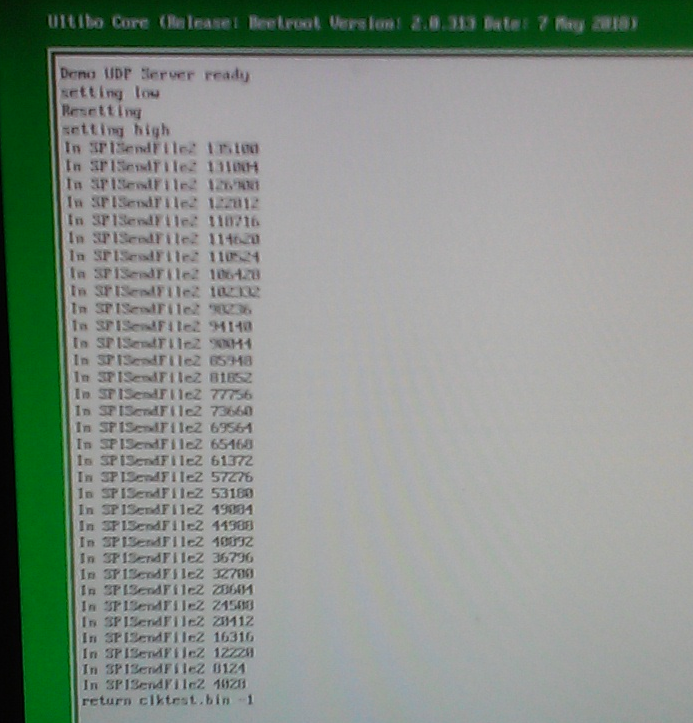 Ultibo Core (Release: Beetroot Version: 2.0.313 Date: 7 May 2018)
Demo UDP Server ready
setting low
Resetting
setting high
In SPISendFile2 135100
In SPISendFile2 131004
In SPISendFile2 126908
In SPISendFile2 122812
In SPISendFile2 118716
In SPISendFile2 114620
In SPISendFile2 110524
In SPISendFile2 106428
In SPISendFile2 102332
In SPISendFile2 98236
In SPISendFile2 94140
In SPISendFile2 90044
In SPISendFile2 85948
In SPISendFile2 81852
In SPISendFile2 77756
In SPISendFile2 73660
In SPISendFile2 69564
In SPISendFile2 65468
In SPISendFile2 61372
In SPISendFile2 57276
In SPISendFile2 53180
In SPISendFile2 49084
In SPISendFile2 44988
In SPISendFile2 40892
In SPISendFile2 36796
In SPISendFile2 32700
In SPISendFile2 28604
In SPISendFile2 24508
In SPISendFile2 20412
In SPISendFile2 16316
In SPISendFile2 12220
In SPISendFile2 8124
In SPISendFile2 4028
return clktest.bin -1